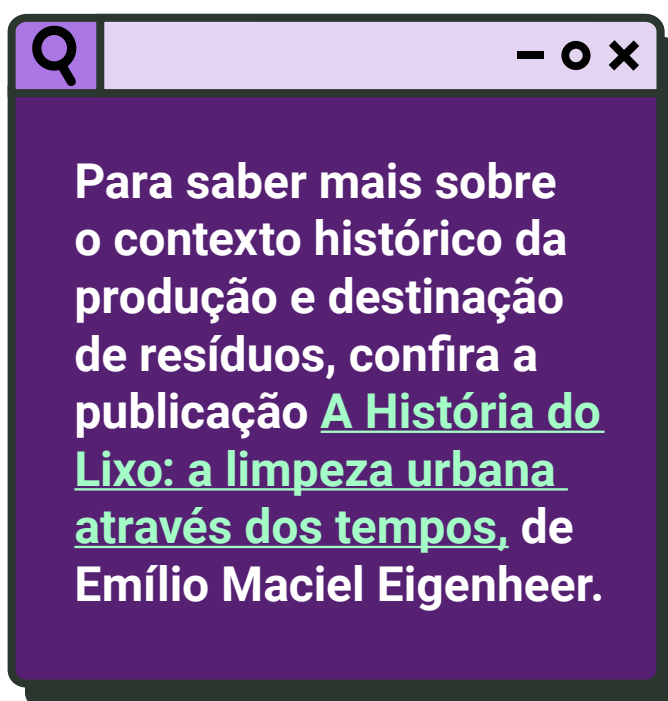 Para saber mais sobre
o contexto histórico da
produção e destinação
de resíduos, confira a
publicação A História do
Lixo: a limpeza urbana
através dos tempos, de
Emílio Maciel Eigenheer.